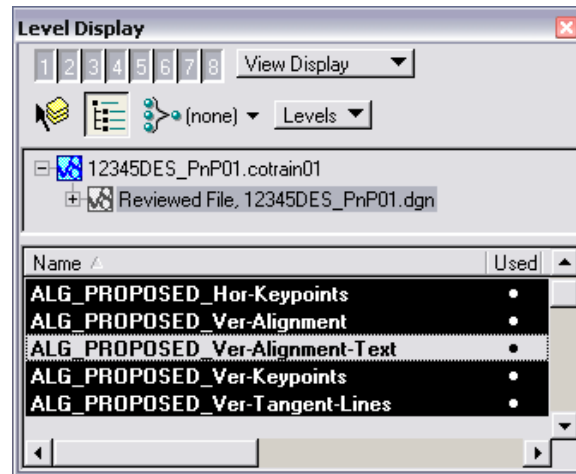 Level Display
1 2 3 4 5 6 7 8 View Display
(none) Levels
12345DES_PnP01.cotrain01
Reviewed File, 12345DES_PnP01.dgn
Name Used
ALG_PROPOSED_Hor-Keypoints
ALG_PROPOSED_Ver-Alignment
ALG_PROPOSED_Ver-Alignment-Text
ALG_PROPOSED_Ver-Keypoints
ALG_PROPOSED_Ver-Tangent-Lines